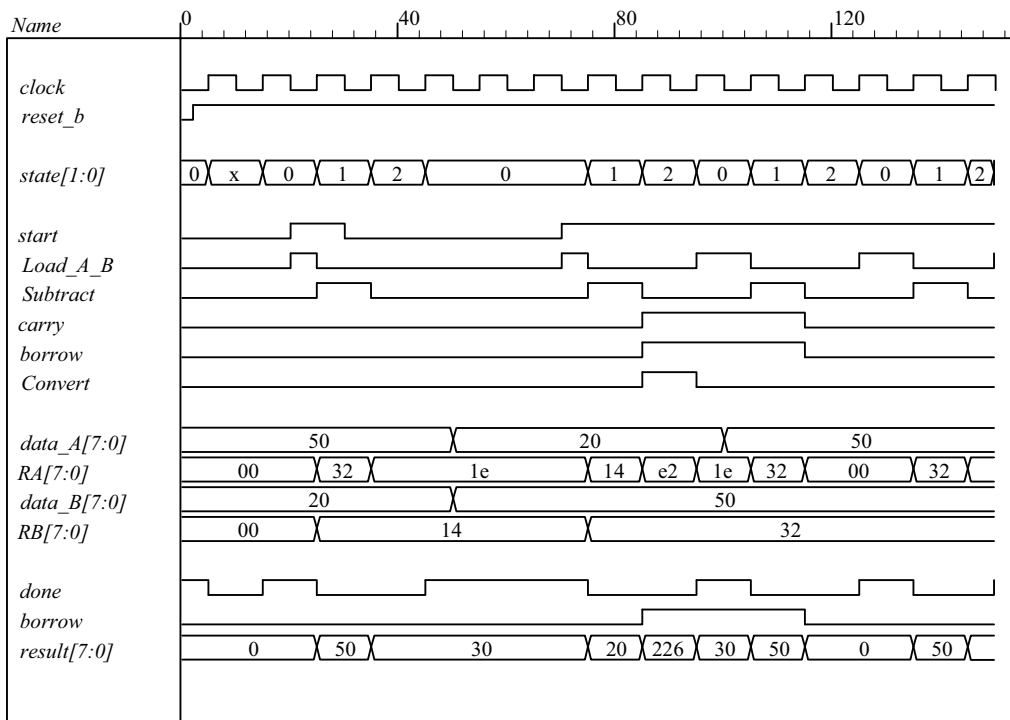 Name 0 40 80 120
clock
reset_b
state[1:0] 0 x 0 1 2 0 1 2 0 1 2 0 1 2
start
Load_A_B
Subtract
carry
borrow
Convert
data_A[7:0] 50 20 50
RA[7:0] 00 32 1e 14 e2 1e 32 00 32
data_B[7:0] 20 50
RB[7:0] 00 14 32
done
borrow
result[7:0] 0 50 30 20 226 30 50 0 50